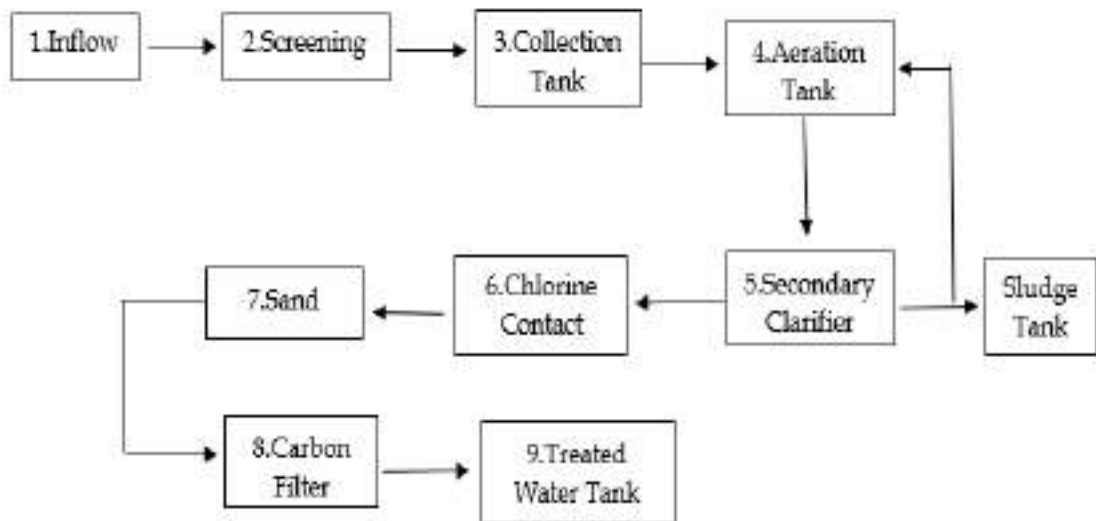 1.Inflow
2.Screening
3.Collection
Tank
4.Aeration
Tank
7.Sand
6.Chlorine
Contact
5.Secondary
Clarifier
Sludge
Tank
8.Carbon
Filter
9.Treated
Water Tank